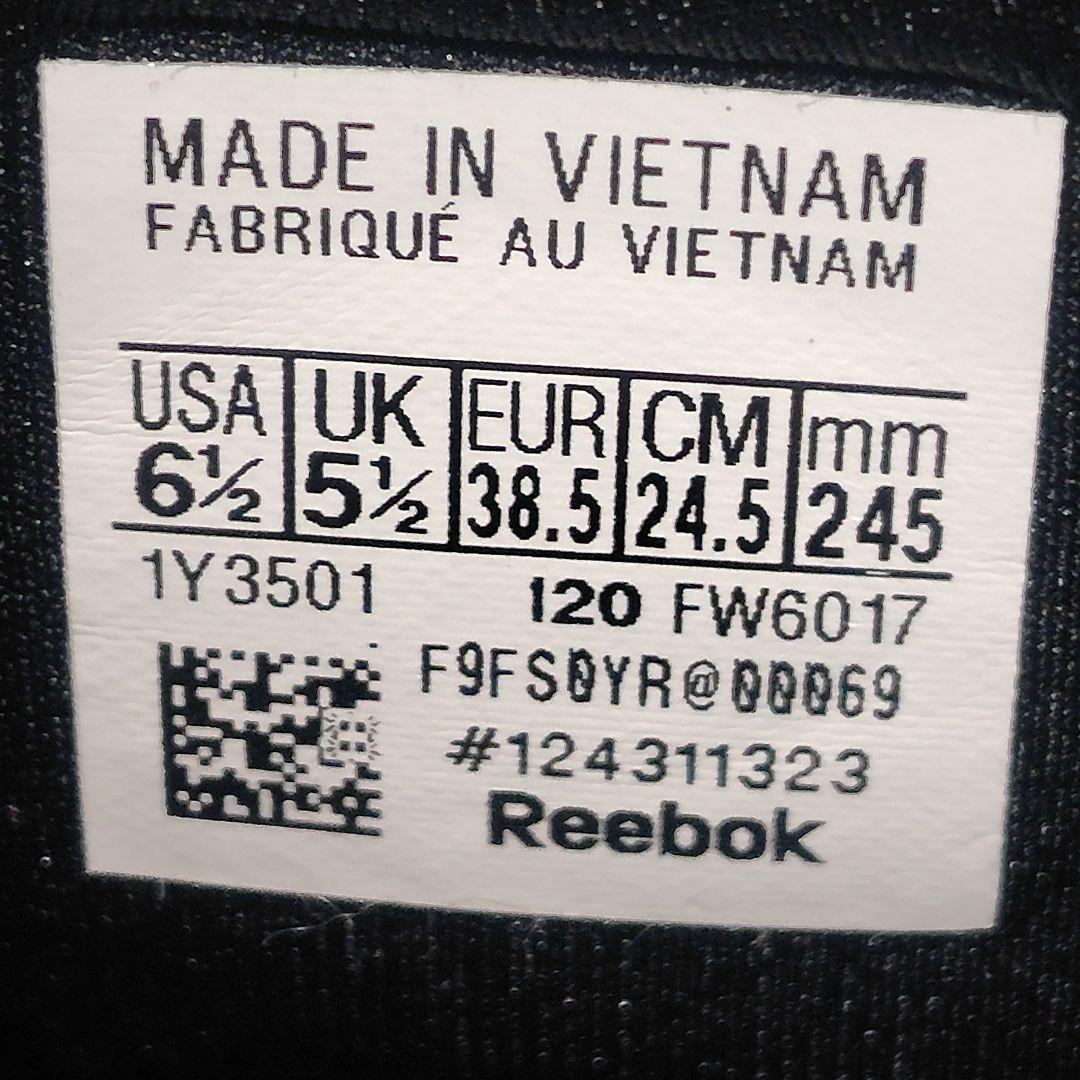 MADE IN VIETNAM
FABRIQUÉ AU VIETNAM
USA UK EUR CM mm
6½ 5½ 38.5 24.5 245
1Y3501 120 FW6017
F9FS0YR@00069
#124311323
Reebok